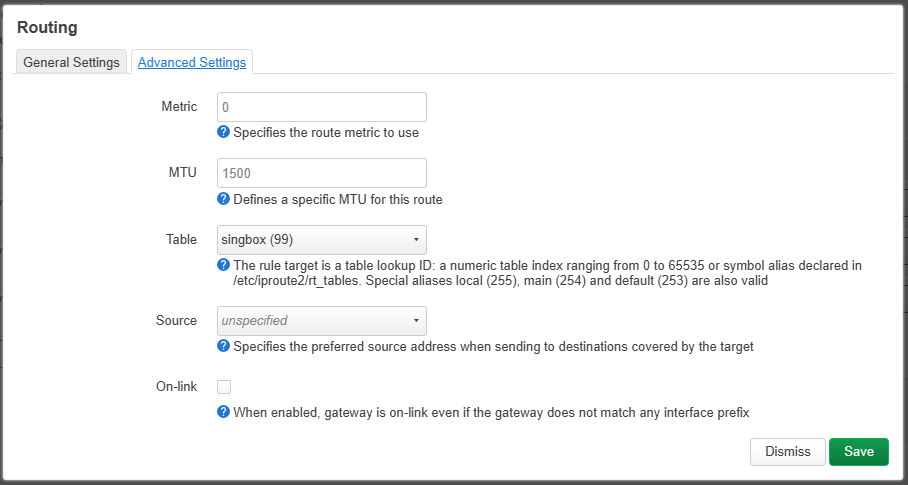 Routing
General Settings
Advanced Settings
Metric
0
Specifies the route metric to use
MTU
1500
Defines a specific MTU for this route
Table
singbox (99)
The rule target is a table lookup ID: a numeric table index ranging from 0 to 65535 or symbol alias declared in
/etc/iproute2/rt_tables. Special aliases local (255), main (254) and default (253) are also valid
Source
unspecified
Specifies the preferred source address when sending to destinations covered by the target
On-link
When enabled, gateway is on-link even if the gateway does not match any interface prefix
Dismiss
Save